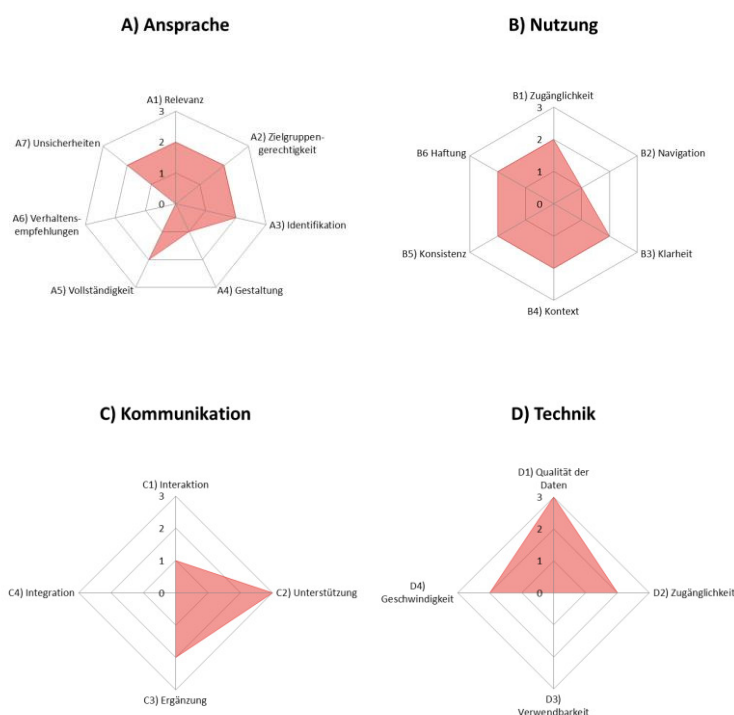 A) Ansprache
A1) Relevanz
A2) Zielgruppen-
gerechtigkeit
A3) Identifikation
A4) Gestaltung
A5) Vollständigkeit
A6) Verhaltens-
empfehlungen
A7) Unsicherheiten
3
2
1
0
B) Nutzung
B1) Zugänglichkeit
B2) Navigation
B3) Klarheit
B4) Kontext
B5) Konsistenz
B6 Haftung
3
2
1
0
C) Kommunikation
C1) Interaktion
C2) Unterstützung
C3) Ergänzung
C4) Integration
3
2
1
0
D) Technik
D1) Qualität der
Daten
D2) Zugänglichkeit
D3)
Verwendbarkeit
D4)
Geschwindigkeit
3
2
1
0